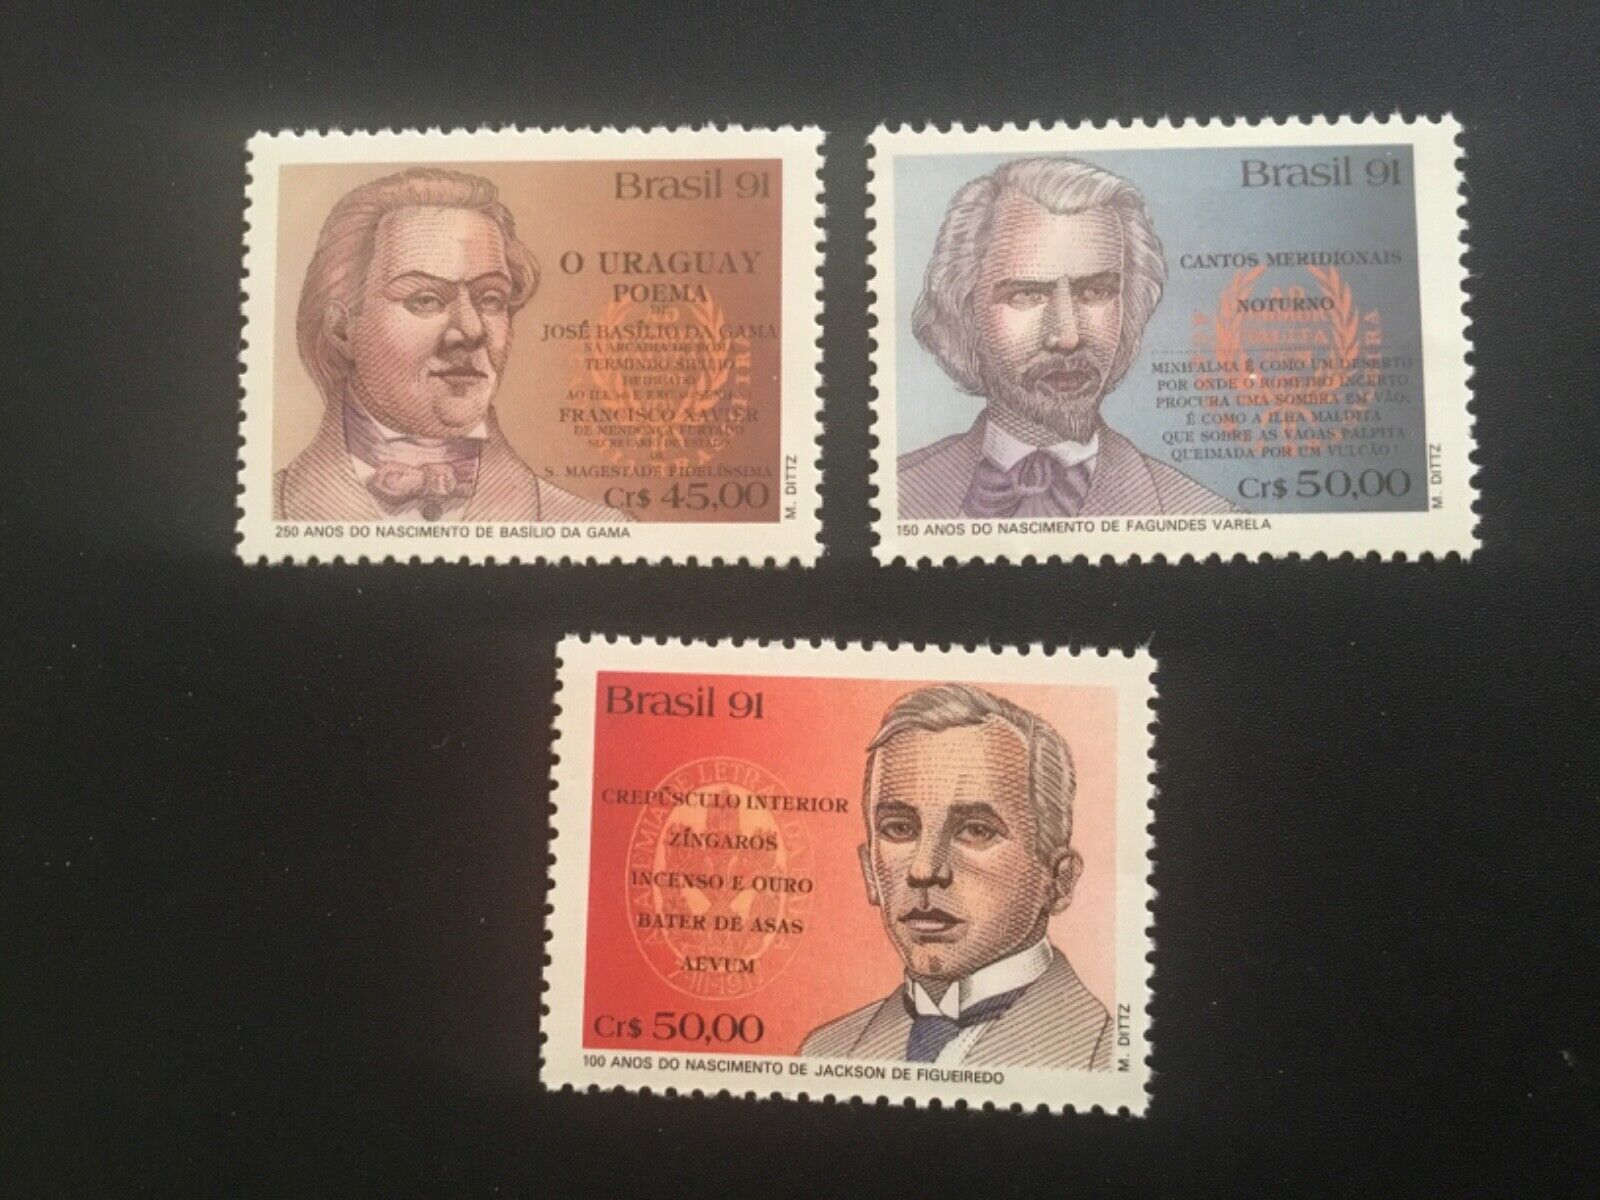 Brasil 91
O URAGUAY
POEMA
DE
JOSÉ BASÍLIO DA GAMA
NA ARCADIA DE ROMA
TERMINDO SIPILIO
DEDICADO
AO
FRANCISCO XAVIER
DE MENDONÇA FURTADO
SECRETARIO DE ESTADO
DE
S. MAGESTADE FIDELÍSSIMA
Cr$ 45,00
M. DITTZ
250 ANOS DO NASCIMENTO DE BASÍLIO DA GAMA
Brasil 91
CANTOS MERIDIONAIS
NOTURNO
MINH'ALMA É COMO UM DESERTO
POR ONDE O ROMEIRO INCERTO
PROCURA UMA SOMBRA EM VÃO;
É COMO A ILHA MALDITA
QUE SOBRE AS VAGAS PALPITA
QUEIMADA POR UM VULCÃO!
Cr$ 50,00
M. DITTZ
150 ANOS DO NASCIMENTO DE FAGUNDES VARELA
Brasil 91
CREPÚSCULO INTERIOR
ZÍNGAROS
INCENSO E OURO
BATER DE ASAS
AEVUM
Cr$ 50,00
M. DITTZ
100 ANOS DO NASCIMENTO DE JACKSON DE FIGUEIREDO